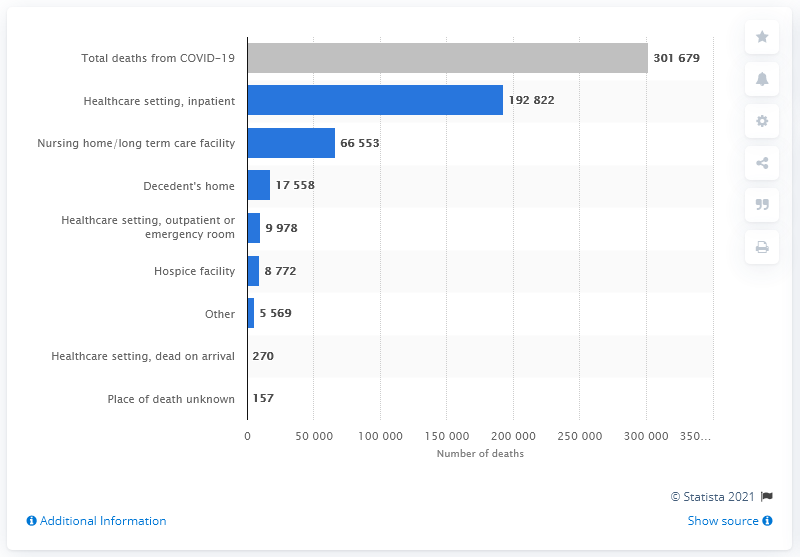 Total deaths from COVID-19
301 679
Healthcare setting, inpatient
192 822
Nursing home/long term care facility
66 553
Decedent's home
17 558
Healthcare setting, outpatient or
emergency room
9 978
Hospice facility
8 772
Other
5 569
Healthcare setting, dead on arrival
270
Place of death unknown
157
0 50 000 100 000 150 000 200 000 250 000 300 000 350...
Number of deaths
© Statista 2021
Additional Information
Show source